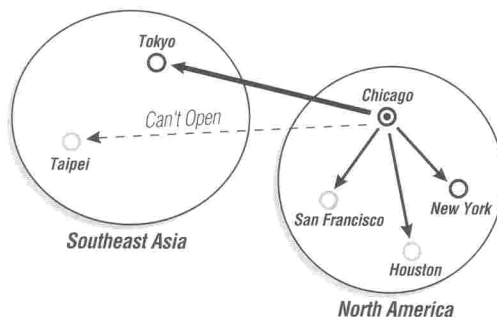 Tokyo
Chicago
Can't Open
Taipei
San Francisco
New York
Southeast Asia
Houston
North America